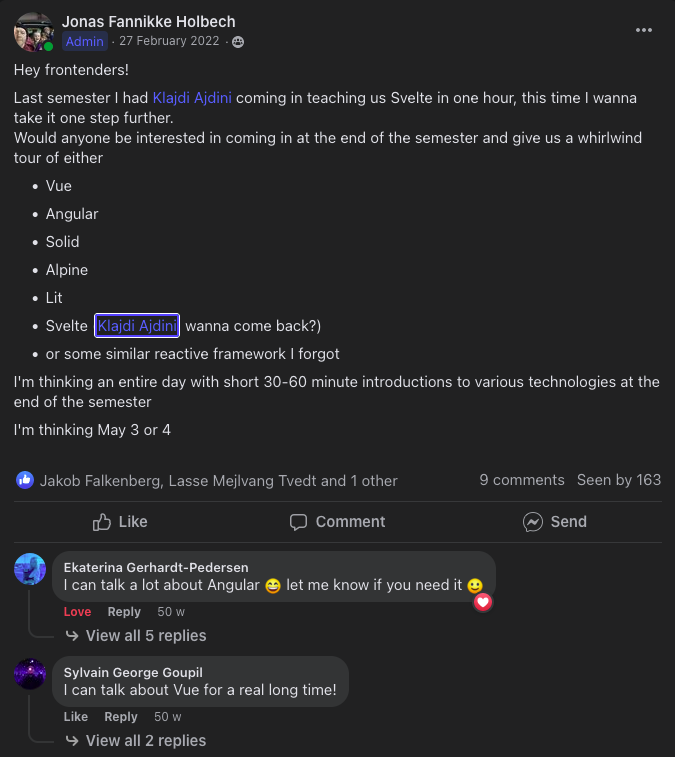 Jonas Fannikke Holbech
Admin · 27 February 2022 ·
Hey frontenders!
Last semester I had Klajdi Ajdini coming in teaching us Svelte in one hour, this time I wanna
take it one step further.
Would anyone be interested in coming in at the end of the semester and give us a whirlwind
tour of either
• Vue
• Angular
• Solid
• Alpine
• Lit
• Svelte (Klajdi Ajdini wanna come back?)
• or some similar reactive framework I forgot
I'm thinking an entire day with short 30-60 minute introductions to various technologies at the
end of the semester
I'm thinking May 3 or 4
Jakob Falkenberg, Lasse Mejlvang Tvedt and 1 other 9 comments Seen by 163
Like Comment Send
Ekaterina Gerhardt-Pedersen
I can talk a lot about Angular 😄 let me know if you need it 🙂
Love Reply 50 w
View all 5 replies
Sylvain George Goupil
I can talk about Vue for a real long time!
Like Reply 50 w
View all 2 replies